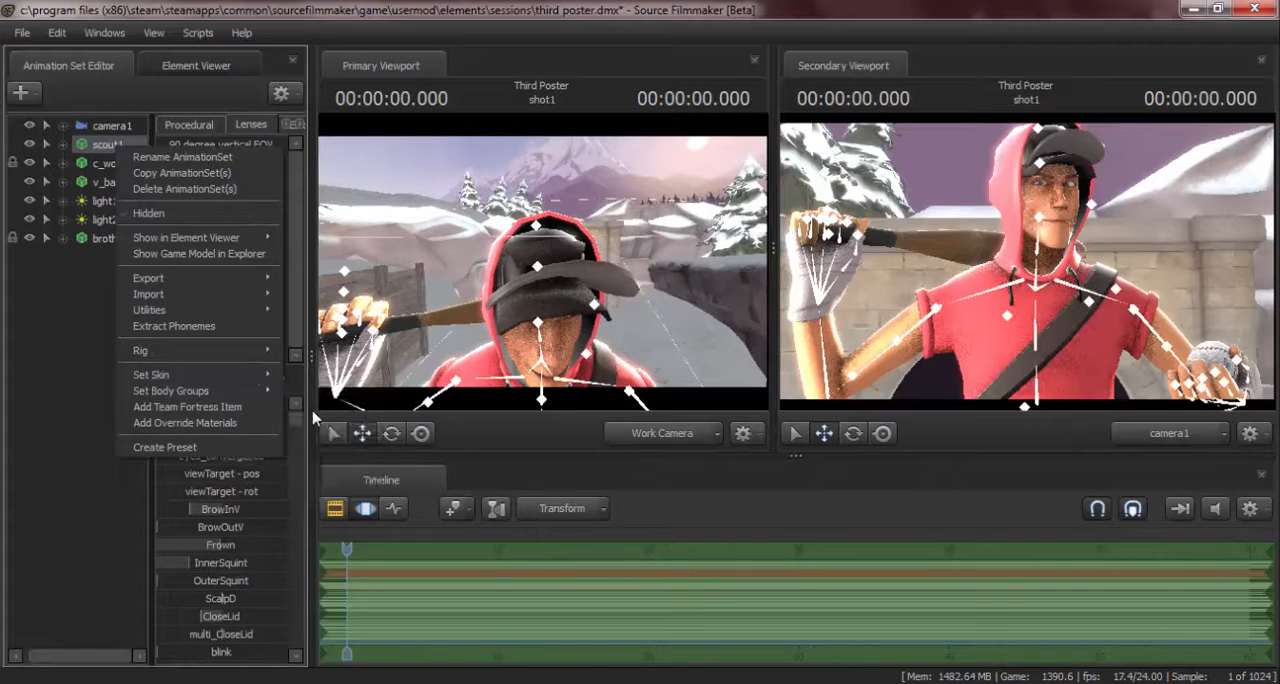 c:\program files (x86)\steam\steamapps\common\sourcefilmmaker\game\usermod\elements\sessions\third poster.dmx* - Source Filmmaker [Beta]
File Edit Windows View Scripts Help
Animation Set Editor Element Viewer
Primary Viewport
Secondary Viewport
00:00:00.000 Third Poster shot1 00:00:00.000
00:00:00.000 Third Poster shot1 00:00:00.000
camera1 Procedural Lenses
scout1
c_wo
v_ba
light1
light2
broth
Rename AnimationSet
Copy AnimationSet(s)
Delete AnimationSet(s)
Hidden
Show in Element Viewer
Show Game Model in Explorer
Export
Import
Utilities
Extract Phonemes
Rig
Set Skin
Set Body Groups
Add Team Fortress Item
Add Override Materials
Create Preset
viewTarget - pos
viewTarget - rot
BrowInV
BrowOutV
Frown
InnerSquint
OuterSquint
ScalpD
CloseLid
multi_CloseLid
blink
Work Camera
camera1
Timeline
Transform
[ Mem: 1482.64 MB | Game: 1390.6 | fps: 17.4/24.00 | Sample: 1 of 1024 ]